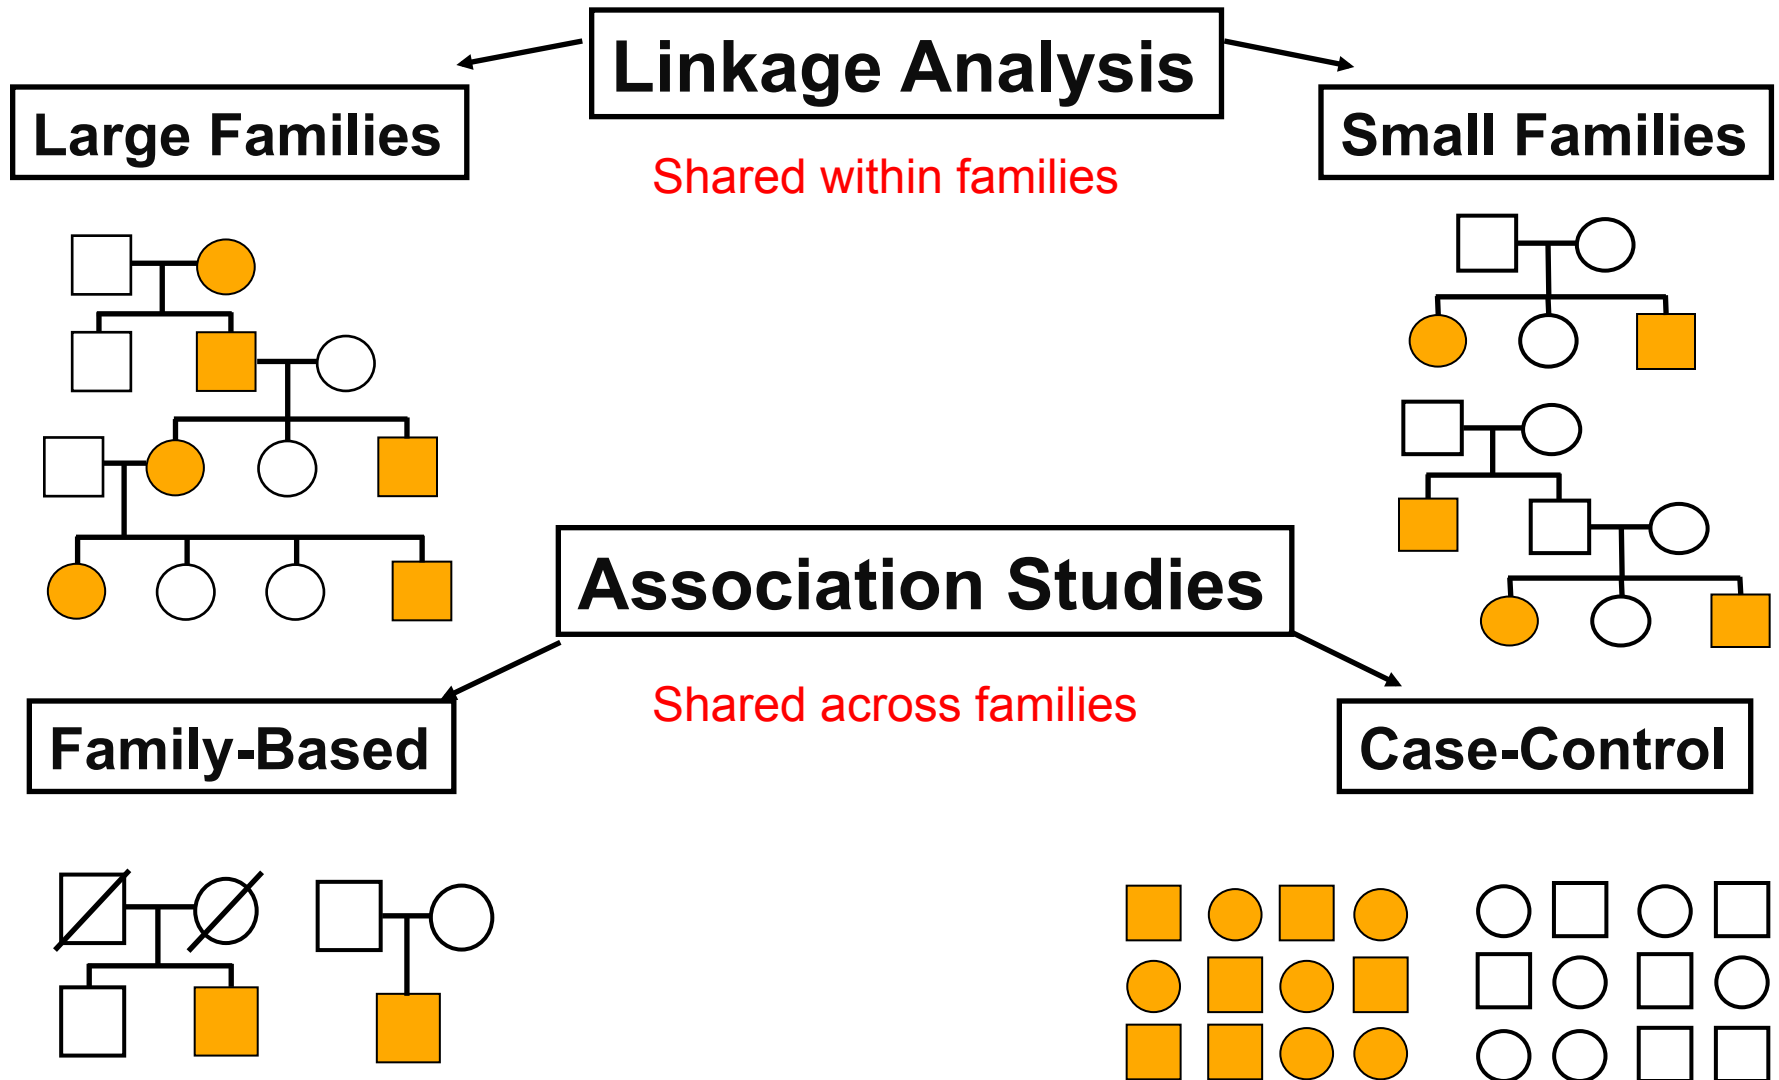 Linkage Analysis
Large Families
Small Families
Shared within families
Association Studies
Shared across families
Family-Based
Case-Control